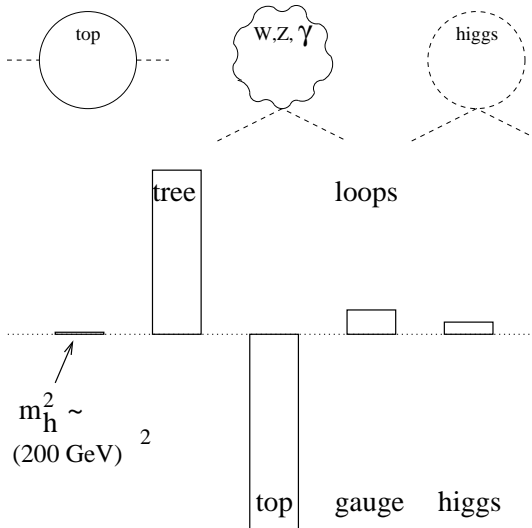 top
W,Z, γ
higgs
tree
loops
m_h^2 ~
(200 GeV)^2
top
gauge
higgs